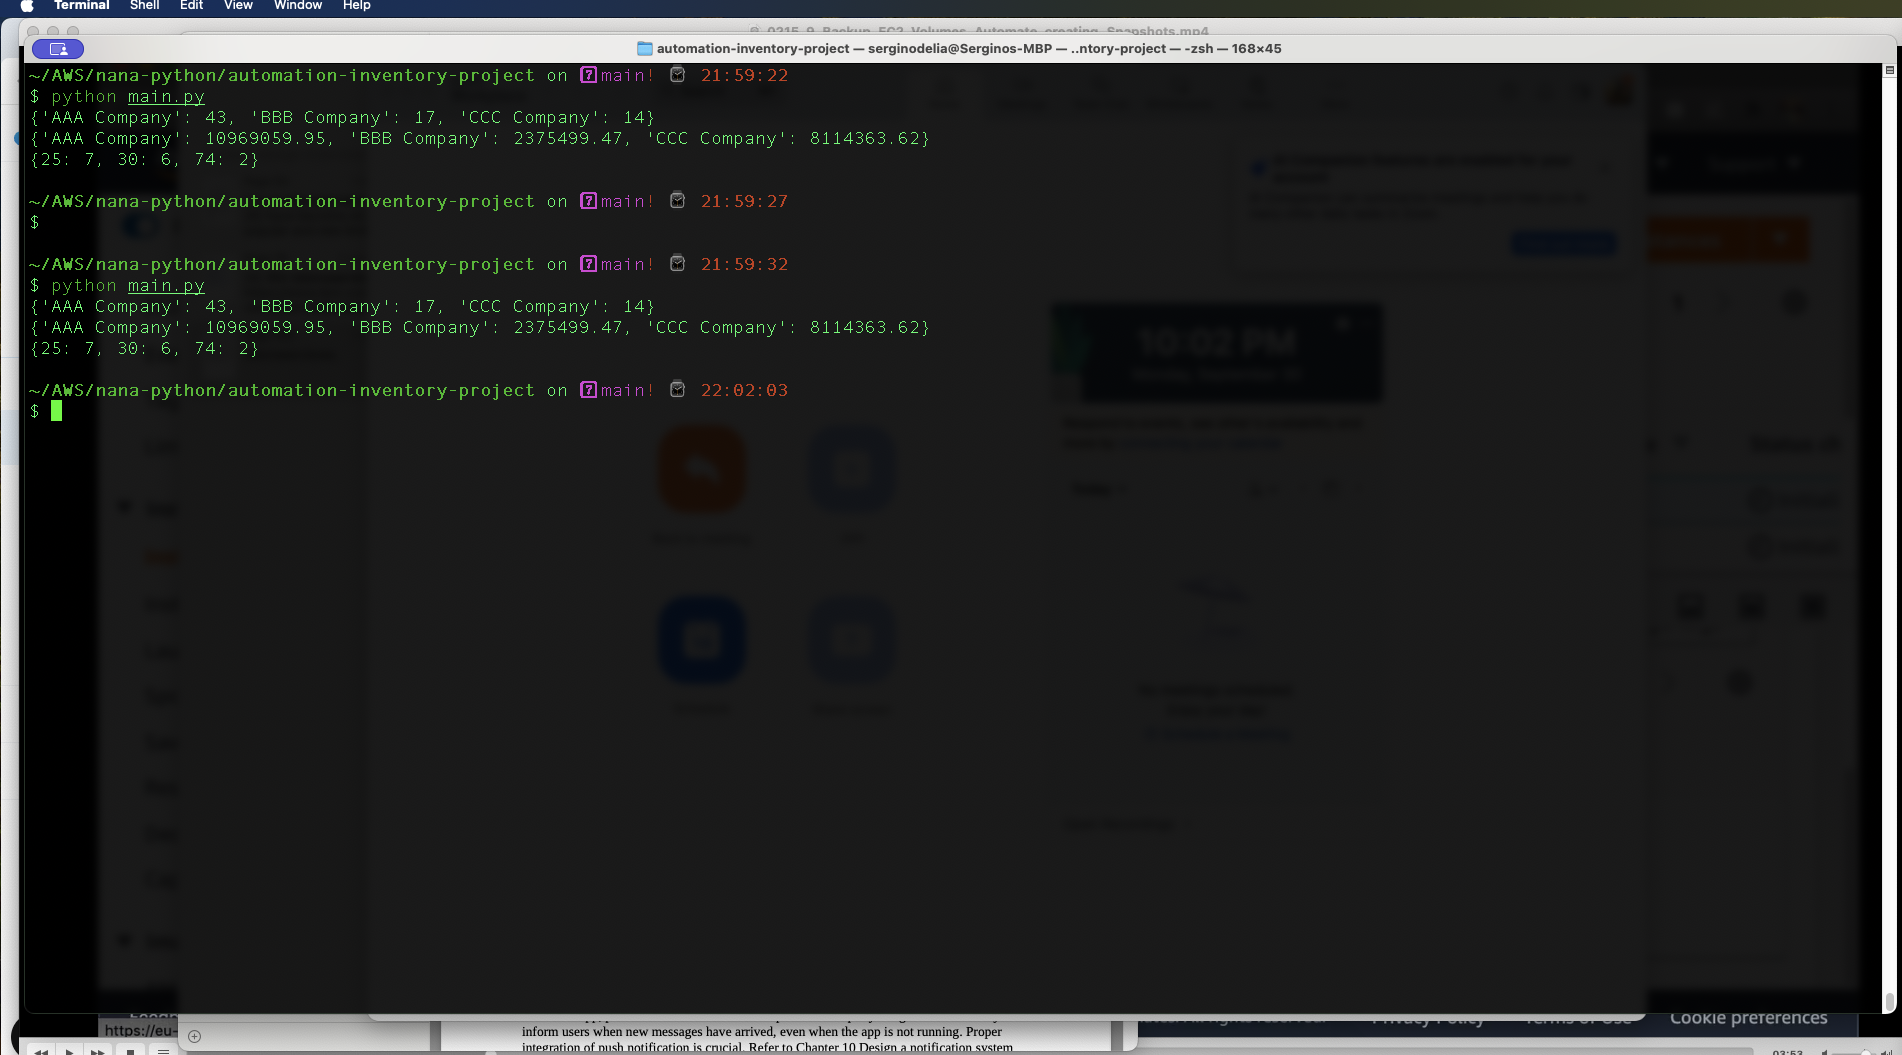 Terminal Shell Edit View Window Help
0215_9_Backup_EC2_Volumes_Automate_creating_Snapshots.mp4
automation-inventory-project — serginodelia@Serginos-MBP — ..ntory-project — -zsh — 168×45
~/AWS/nana-python/automation-inventory-project on main! 21:59:22
$ python main.py
{'AAA Company': 43, 'BBB Company': 17, 'CCC Company': 14}
{'AAA Company': 10969059.95, 'BBB Company': 2375499.47, 'CCC Company': 8114363.62}
{25: 7, 30: 6, 74: 2}
~/AWS/nana-python/automation-inventory-project on main! 21:59:27
$
~/AWS/nana-python/automation-inventory-project on main! 21:59:32
$ python main.py
{'AAA Company': 43, 'BBB Company': 17, 'CCC Company': 14}
{'AAA Company': 10969059.95, 'BBB Company': 2375499.47, 'CCC Company': 8114363.62}
{25: 7, 30: 6, 74: 2}
~/AWS/nana-python/automation-inventory-project on main! 22:02:03
$
10:02 PM
https://eu-
inform users when new messages have arrived, even when the app is not running. Proper
integration of push notification is crucial. Refer to Chapter 10 Design a notification system
Privacy Policy Terms of Use Cookie preferences
03:53